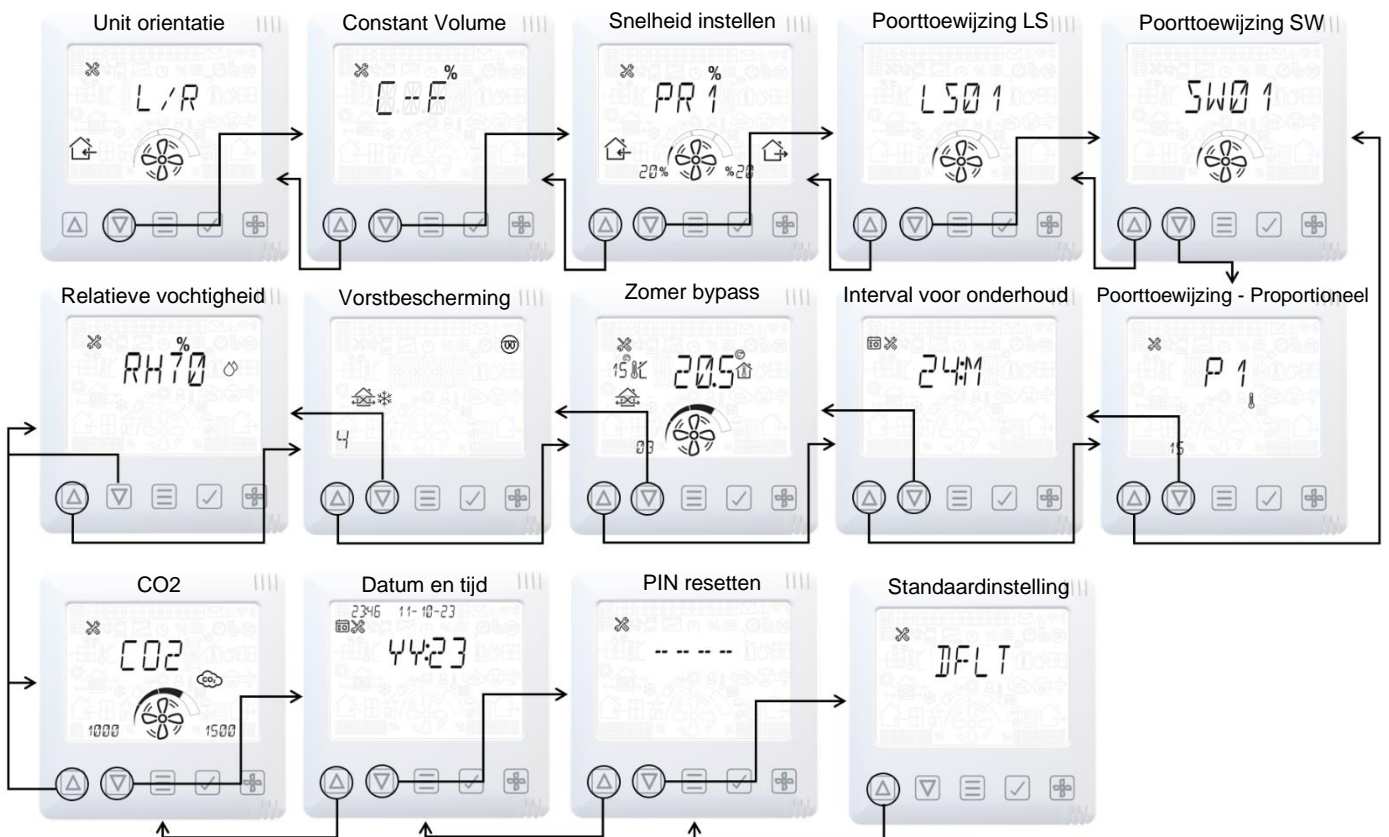 Unit orientatie
L/R
Constant Volume
%
C-F
Snelheid instellen
%
PR1
20% %20
Poorttoewijzing LS
LS01
Poorttoewijzing SW
SW01
Relatieve vochtigheid
%
RH70
Vorstbescherming
4
Zomer bypass
15 20.5
03
Interval voor onderhoud
24:M
Poorttoewijzing - Proportioneel
P1
15
CO2
CO2
CO₂
1000 1500
Datum en tijd
23:46 11-10-23
YY:23
PIN resetten
-- -- -- --
Standaardinstelling
DFLT